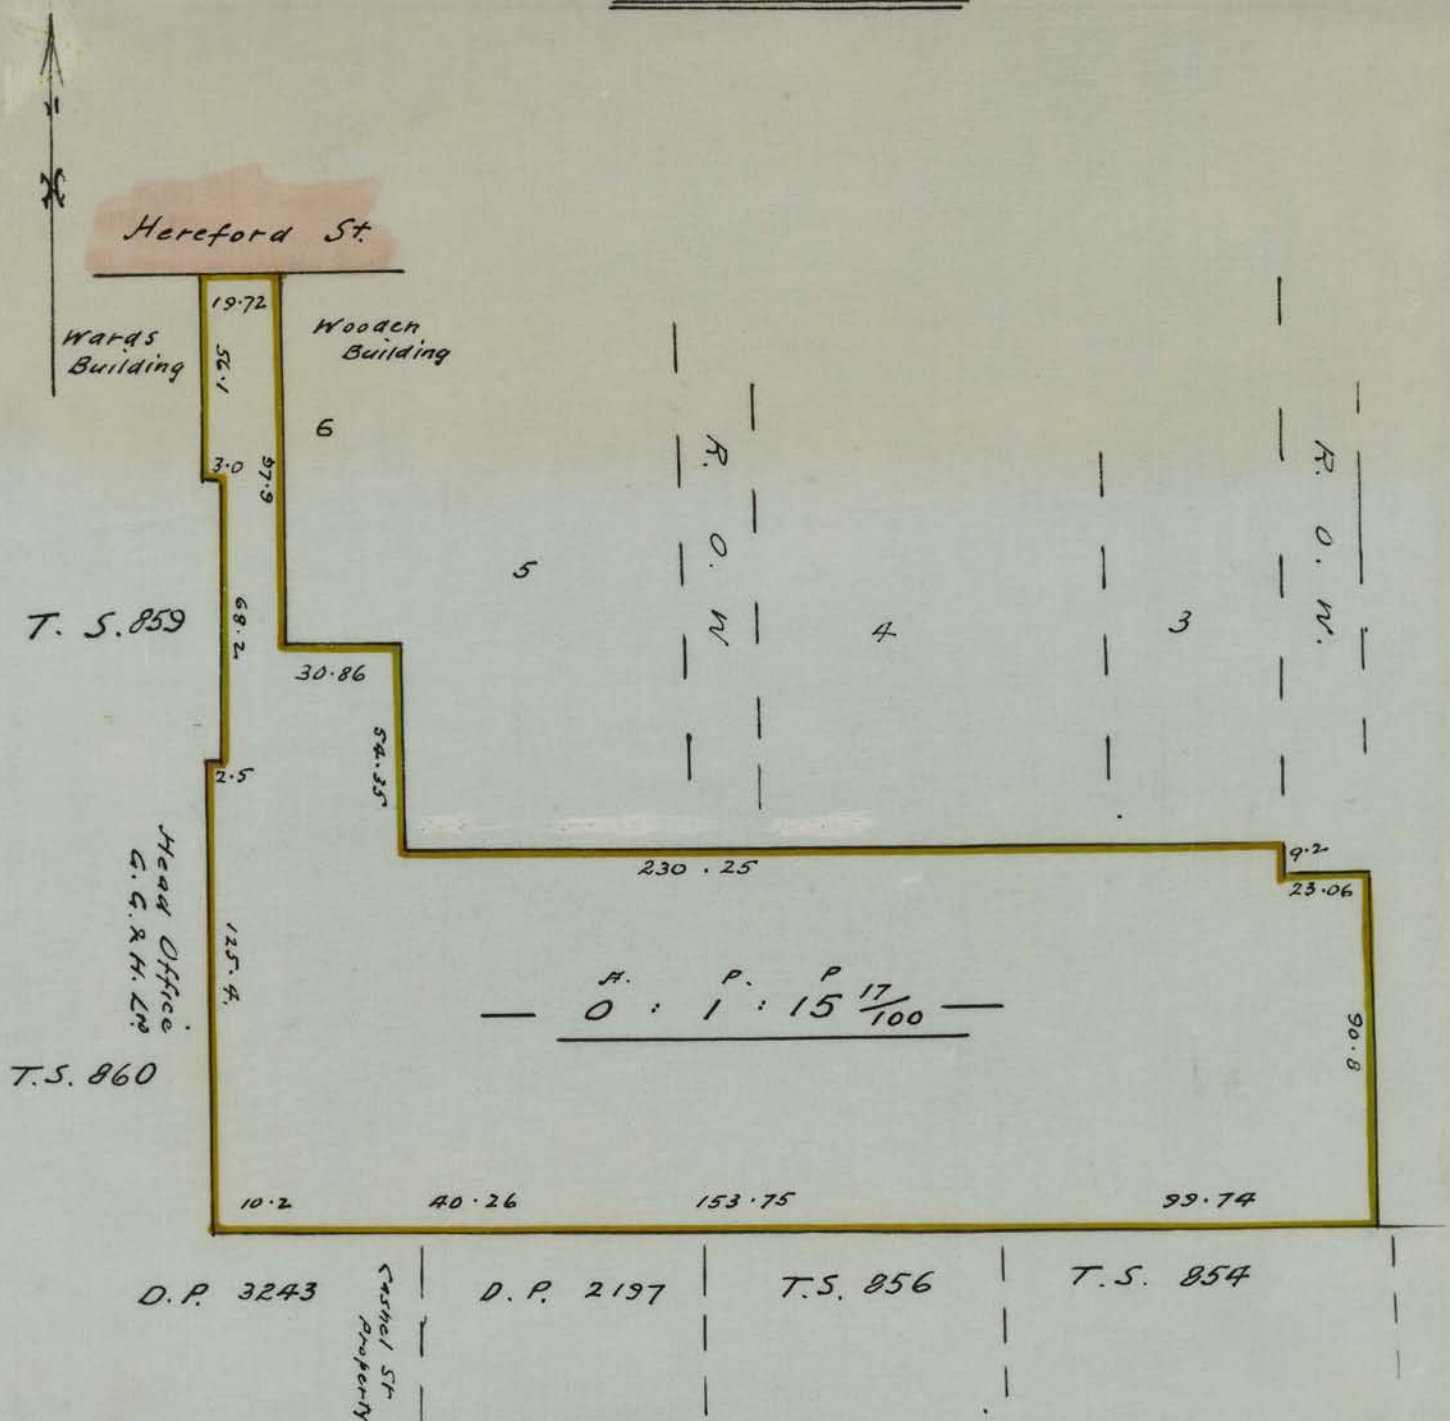 N
Hereford St.
19.72
Wards
Building
56.1
Wooden
Building
6
3.0
97.9
R. O. W
R. O. W.
5
4
3
T. S. 859
68.2
30.86
54.35
2.5
230.25
9.2
23.06
Head Office
G. G. & H. Ltd
125.4.
A. P. P
0 : 1 : 15 17/100
90.8
T.S. 860
10.2
40.26
153.75
99.74
D.P. 3243
Cashel St
Property
D. P. 2197
T.S. 856
T.S. 854